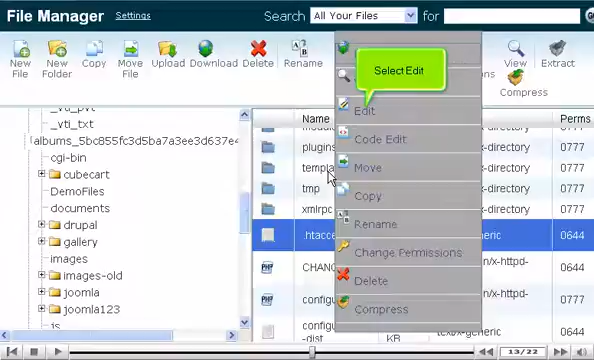 File Manager Settings Search All Your Files for
New File
New Folder
Copy
Move File
Upload
Download
Delete
Rename
View
Extract
Compress
Select Edit
Edit
Code Edit
Move
Copy
Rename
Change Permissions
Delete
Compress
_vti_pvt
_vti_txt
albums_5bc855fc3d5ba7a3ee3d637e4
cgi-bin
cubecart
DemoFiles
documents
drupal
gallery
images
images-old
joomla
joomla123
js
Name Perms
plugins x-directory 0777
templa x-directory 0777
tmp x-directory 0777
xmlrpc x-directory 0777
.htacce eneric 0644
CHANG n/x-httpd- 0644
configu n/x-httpd- 0644
configu
-dist KB text/x-generic 0644
13/22